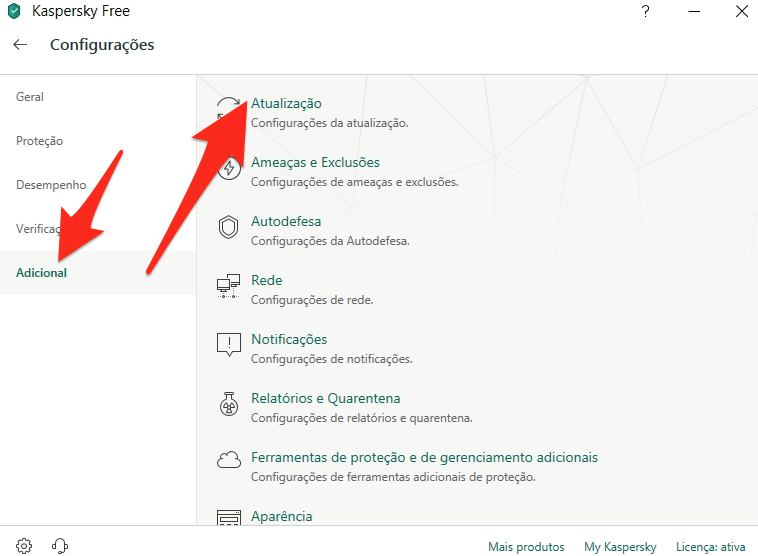 Kaspersky Free
?
Configurações
Geral
Proteção
Desempenho
Adicional
Atualização
Configurações da atualização.
Ameaças e Exclusões
Configurações de ameaças e exclusões.
Autodefesa
Configurações da Autodefesa.
Rede
Configurações de rede.
Notificações
Configurações de notificações.
Relatórios e Quarentena
Configurações de relatórios e quarentena.
Ferramentas de proteção e de gerenciamento adicionais
Configurações de ferramentas adicionais de proteção.
Aparência
Mais produtos
My Kaspersky
Licença: ativa